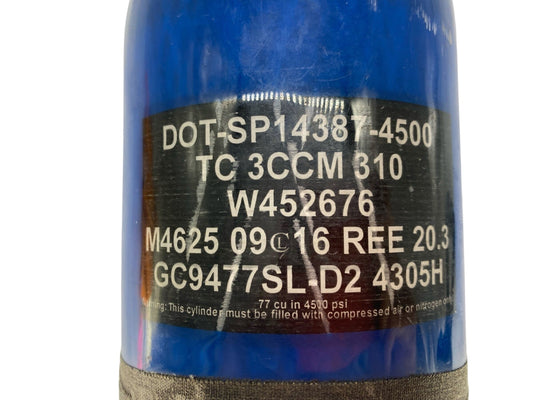 DOT-SP14387-4500
TC 3CCM 310
W452676
M4625 09 CL 16 REE 20.3
GC9477SL-D2 4305H
77 cu in 4500 psi
This cylinder must be filled with compressed air or nitrogen